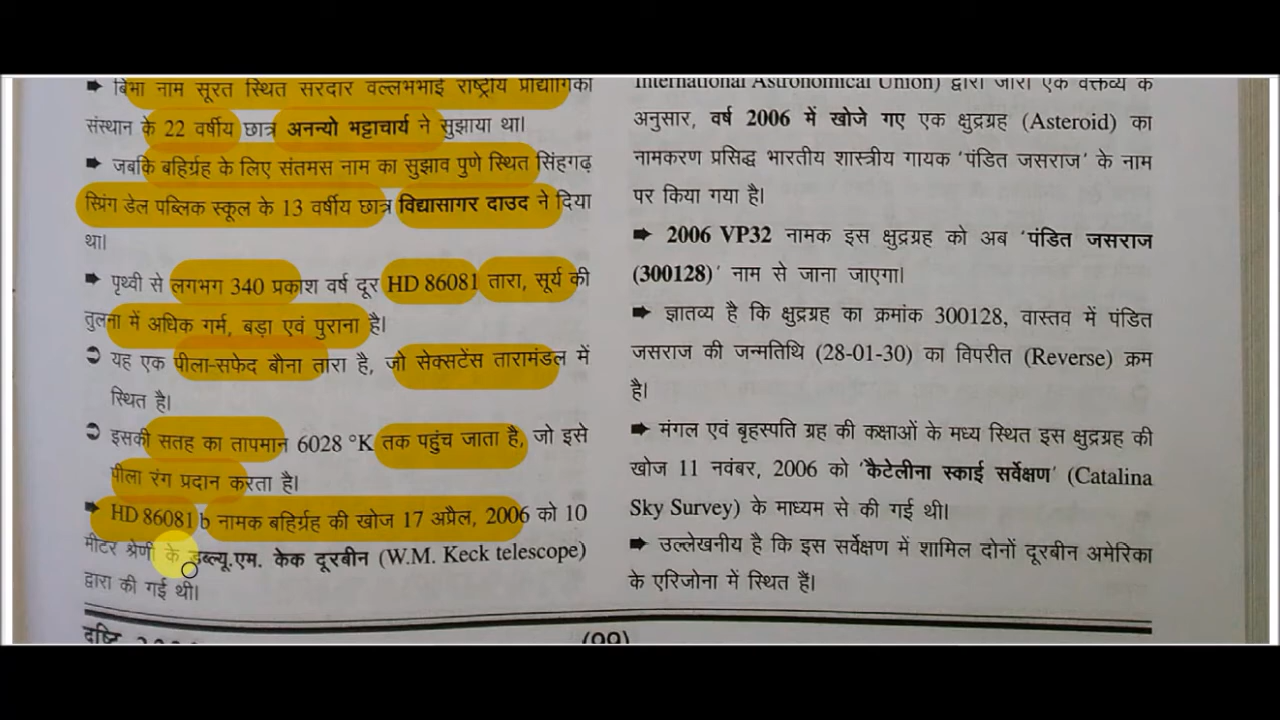 ➡ बिभा नाम सूरत स्थित सरदार वल्लभभाई राष्ट्रीय प्रौद्योगिकी
संस्थान के 22 वर्षीय छात्र अनन्यो भट्टाचार्य ने सुझाया था।
➡ जबकि बहिर्ग्रह के लिए संतमस नाम का सुझाव पुणे स्थित सिंहगढ़
स्प्रिंग डेल पब्लिक स्कूल के 13 वर्षीय छात्र विद्यासागर दाउद ने दिया
था।
➡ पृथ्वी से लगभग 340 प्रकाश वर्ष दूर HD 86081 तारा, सूर्य की
तुलना में अधिक गर्म, बड़ा एवं पुराना है।
➲ यह एक पीला-सफेद बौना तारा है, जो सेक्सटेंस तारामंडल में
स्थित है।
➲ इसकी सतह का तापमान 6028 °K तक पहुंच जाता है, जो इसे
पीला रंग प्रदान करता है।
➡ HD 86081 b नामक बहिर्ग्रह की खोज 17 अप्रैल, 2006 को 10
मीटर श्रेणी के डब्ल्यू.एम. केक दूरबीन (W.M. Keck telescope)
द्वारा की गई थी।
International Astronomical Union) द्वारा जारी एक वक्तव्य के
अनुसार, वर्ष 2006 में खोजे गए एक क्षुद्रग्रह (Asteroid) का
नामकरण प्रसिद्ध भारतीय शास्त्रीय गायक 'पंडित जसराज' के नाम
पर किया गया है।
➡ 2006 VP32 नामक इस क्षुद्रग्रह को अब 'पंडित जसराज
(300128)' नाम से जाना जाएगा।
➡ ज्ञातव्य है कि क्षुद्रग्रह का क्रमांक 300128, वास्तव में पंडित
जसराज की जन्मतिथि (28-01-30) का विपरीत (Reverse) क्रम
है।
➡ मंगल एवं बृहस्पति ग्रह की कक्षाओं के मध्य स्थित इस क्षुद्रग्रह की
खोज 11 नवंबर, 2006 को 'कैटेलीना स्काई सर्वेक्षण' (Catalina
Sky Survey) के माध्यम से की गई थी।
➡ उल्लेखनीय है कि इस सर्वेक्षण में शामिल दोनों दूरबीन अमेरिका
के एरिजोना में स्थित हैं।
(99)